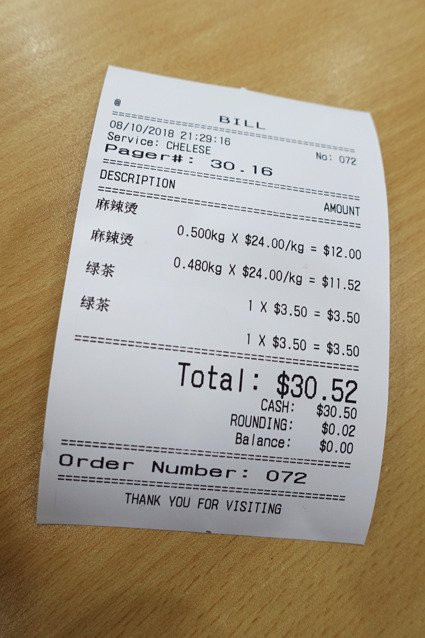 @
BILL
08/10/2018 21:29:16 No: 072
Service: CHELESE
Pager#: 30.16
DESCRIPTION AMOUNT
麻辣烫
0.500kg X $24.00/kg = $12.00
麻辣烫
0.480kg X $24.00/kg = $11.52
绿茶
1 X $3.50 = $3.50
绿茶
1 X $3.50 = $3.50
Total: $30.52
CASH: $30.50
ROUNDING: $0.02
Balance: $0.00
Order Number: 072
THANK YOU FOR VISITING